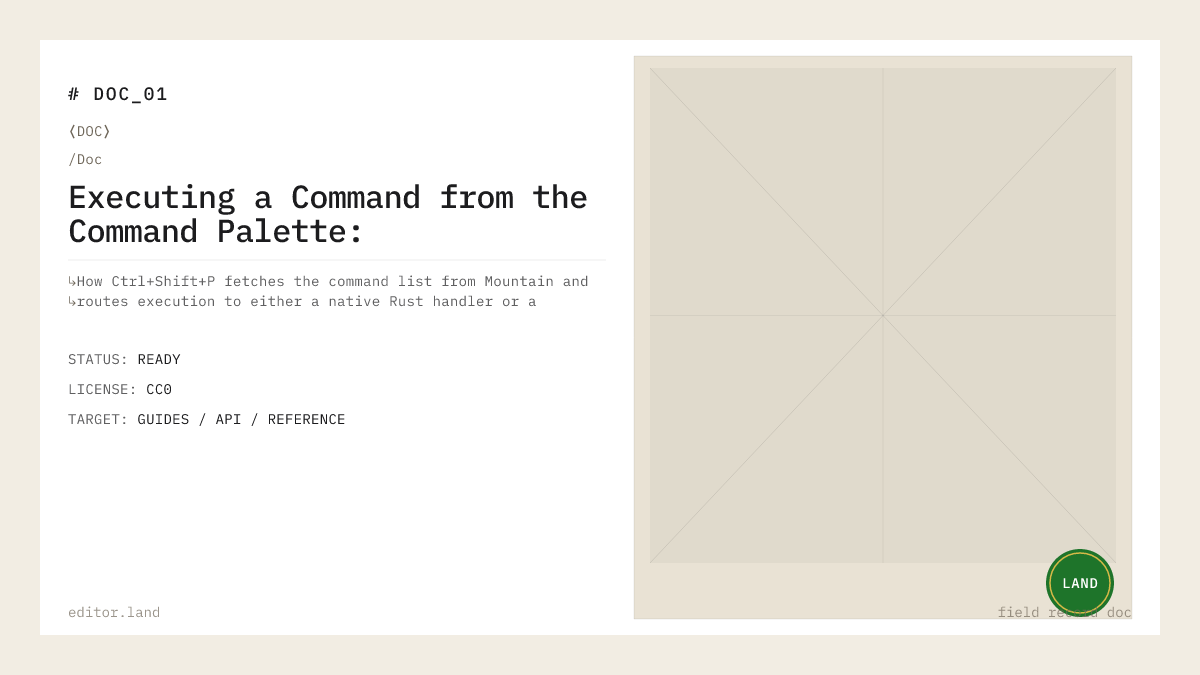 # DOC_01
⟨DOC⟩
/Doc
Executing a Command from the
Command Palette:
↳How Ctrl+Shift+P fetches the command list from Mountain and
↳routes execution to either a native Rust handler or a
STATUS: READY
LICENSE: CC0
TARGET: GUIDES / API / REFERENCE
LAND
editor.land
field record doc